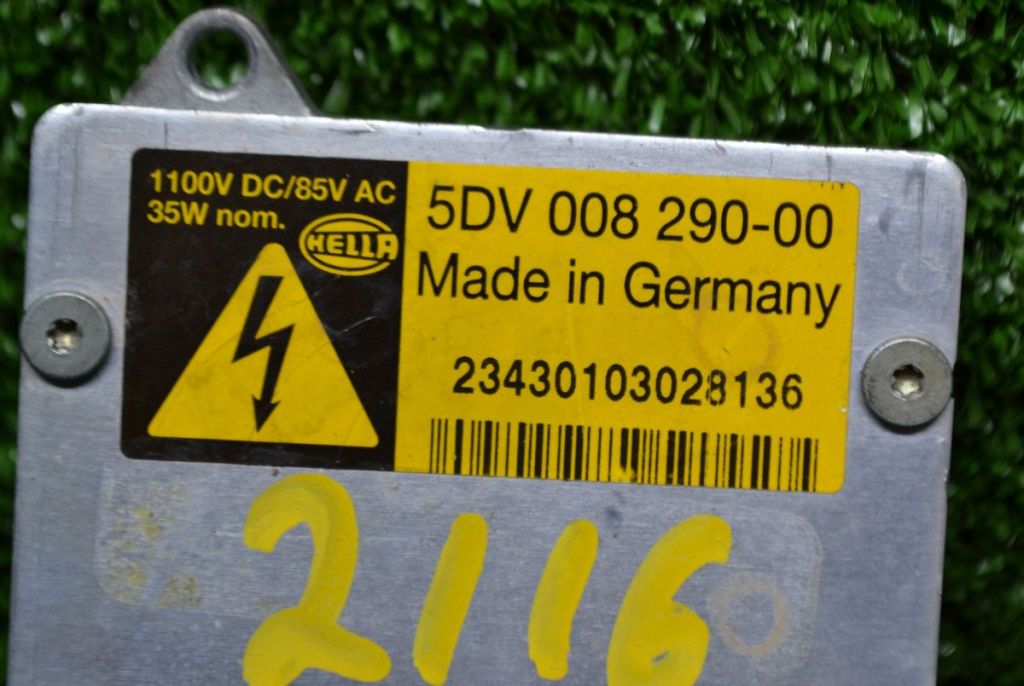 1100V DC/85V AC
35W nom.
HELLA
5DV 008 290-00
Made in Germany
23430103028136
2116